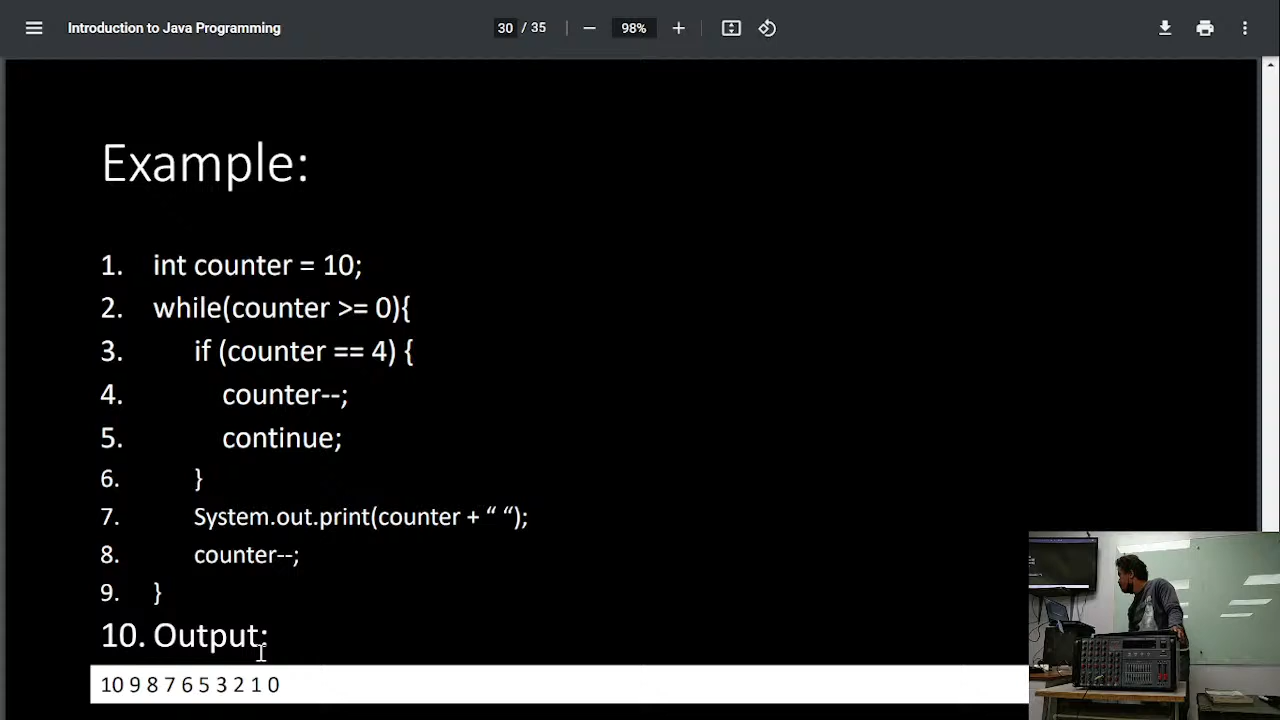 Introduction to Java Programming
30 / 35
98%
Example:
1. int counter = 10;
2. while(counter >= 0){
3. if (counter == 4) {
4. counter--;
5. continue;
6. }
7. System.out.print(counter + “ “);
8. counter--;
9. }
10. Output:
10 9 8 7 6 5 3 2 1 0